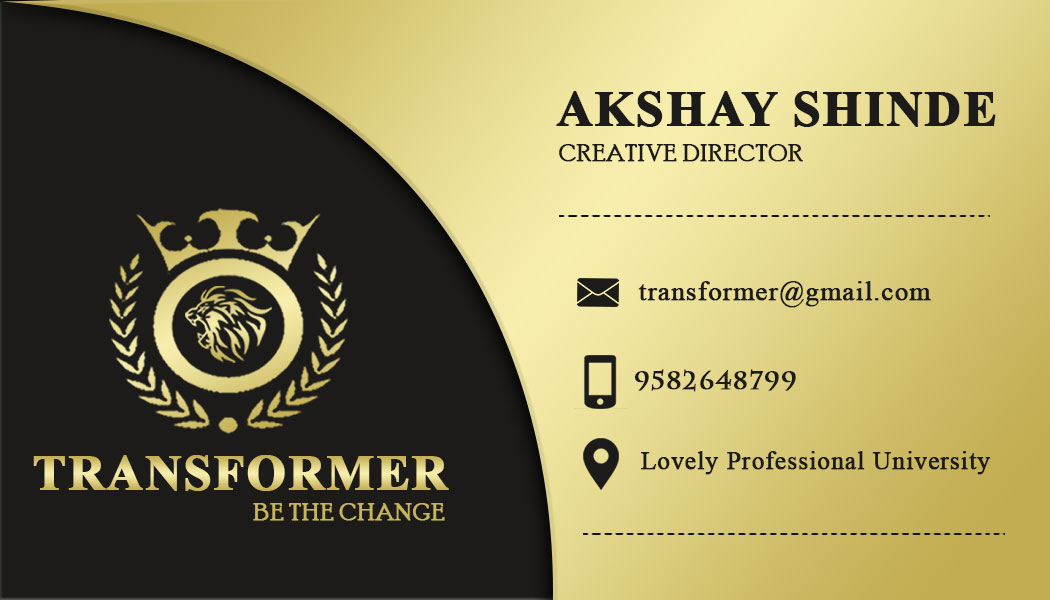 AKSHAY SHINDE
CREATIVE DIRECTOR
transformer@gmail.com
9582648799
Lovely Professional University
TRANSFORMER
BE THE CHANGE